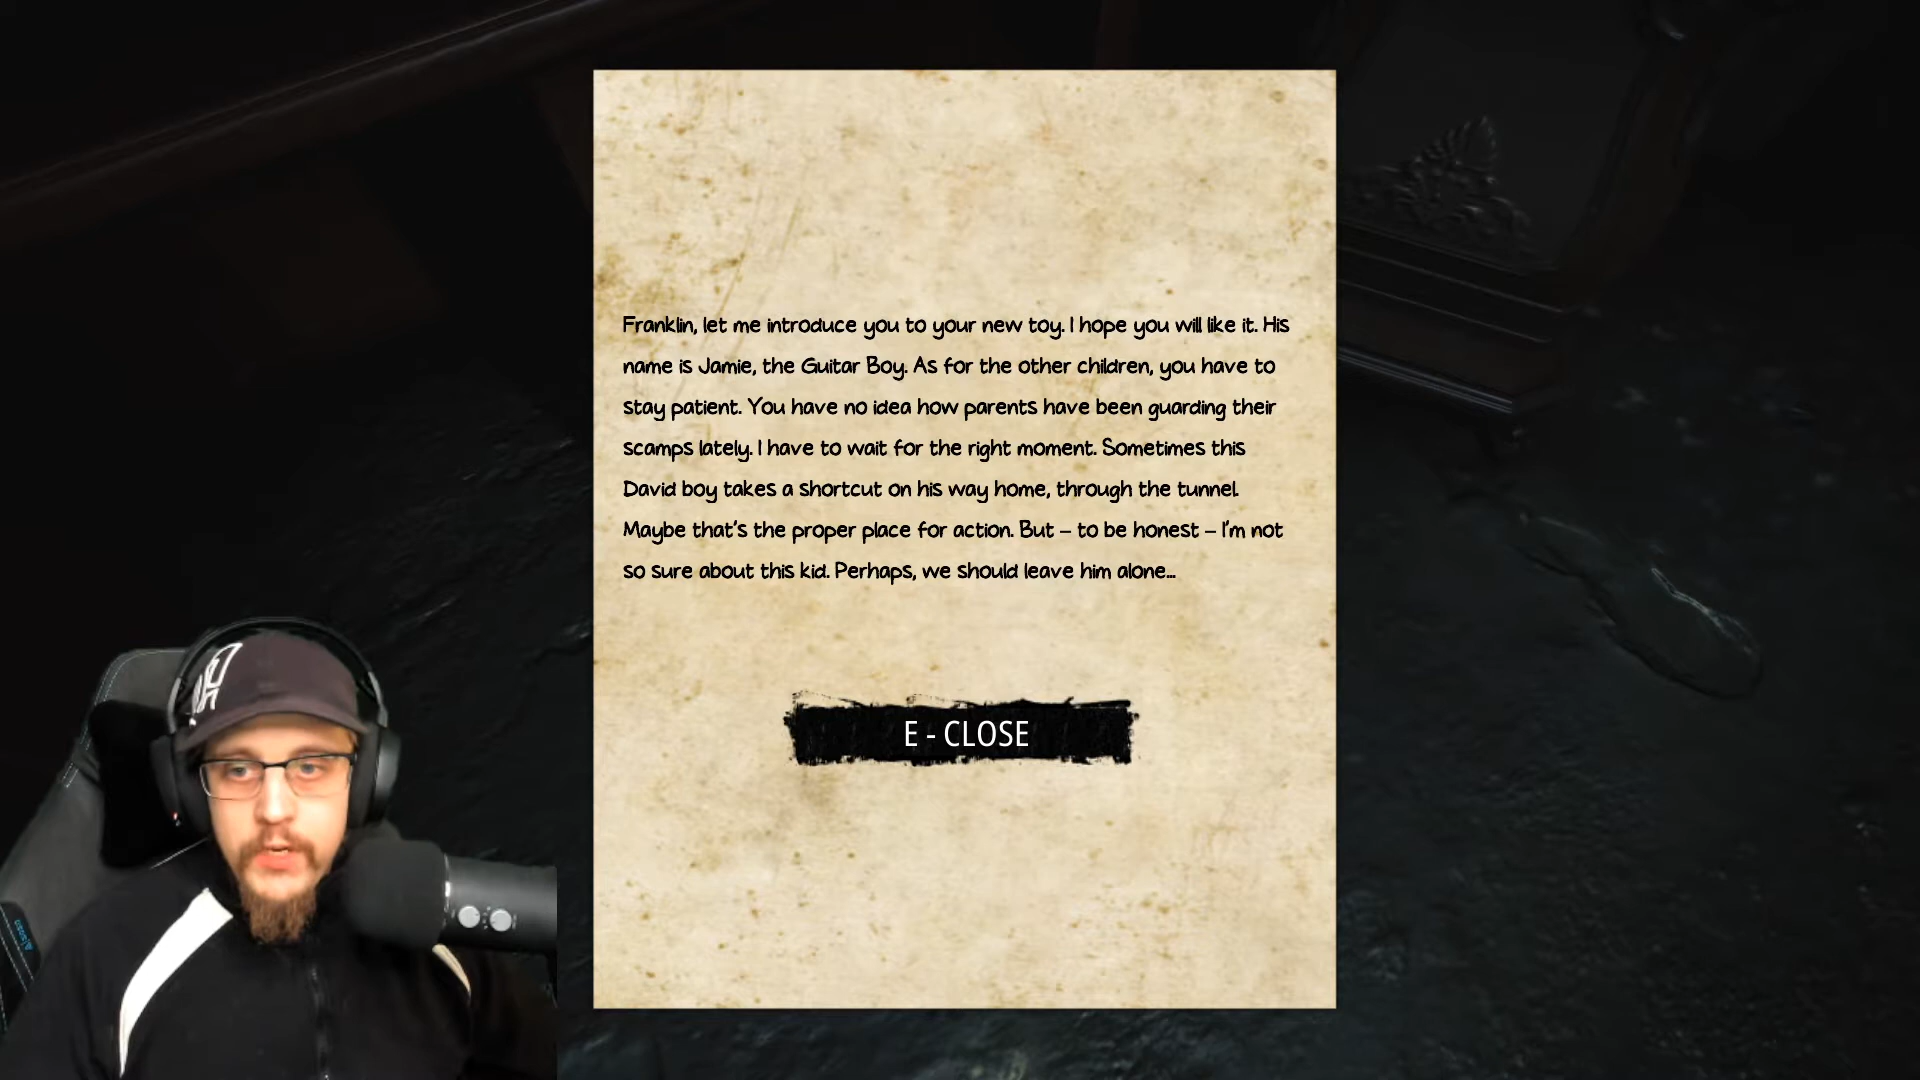 Franklin, let me introduce you to your new toy. I hope you will like it. His
name is Jamie, the Guitar Boy. As for the other children, you have to
stay patient. You have no idea how parents have been guarding their
scamps lately. I have to wait for the right moment. Sometimes this
David boy takes a shortcut on his way home, through the tunnel.
Maybe that's the proper place for action. But – to be honest – I'm not
so sure about this kid. Perhaps, we should leave him alone...
E - CLOSE